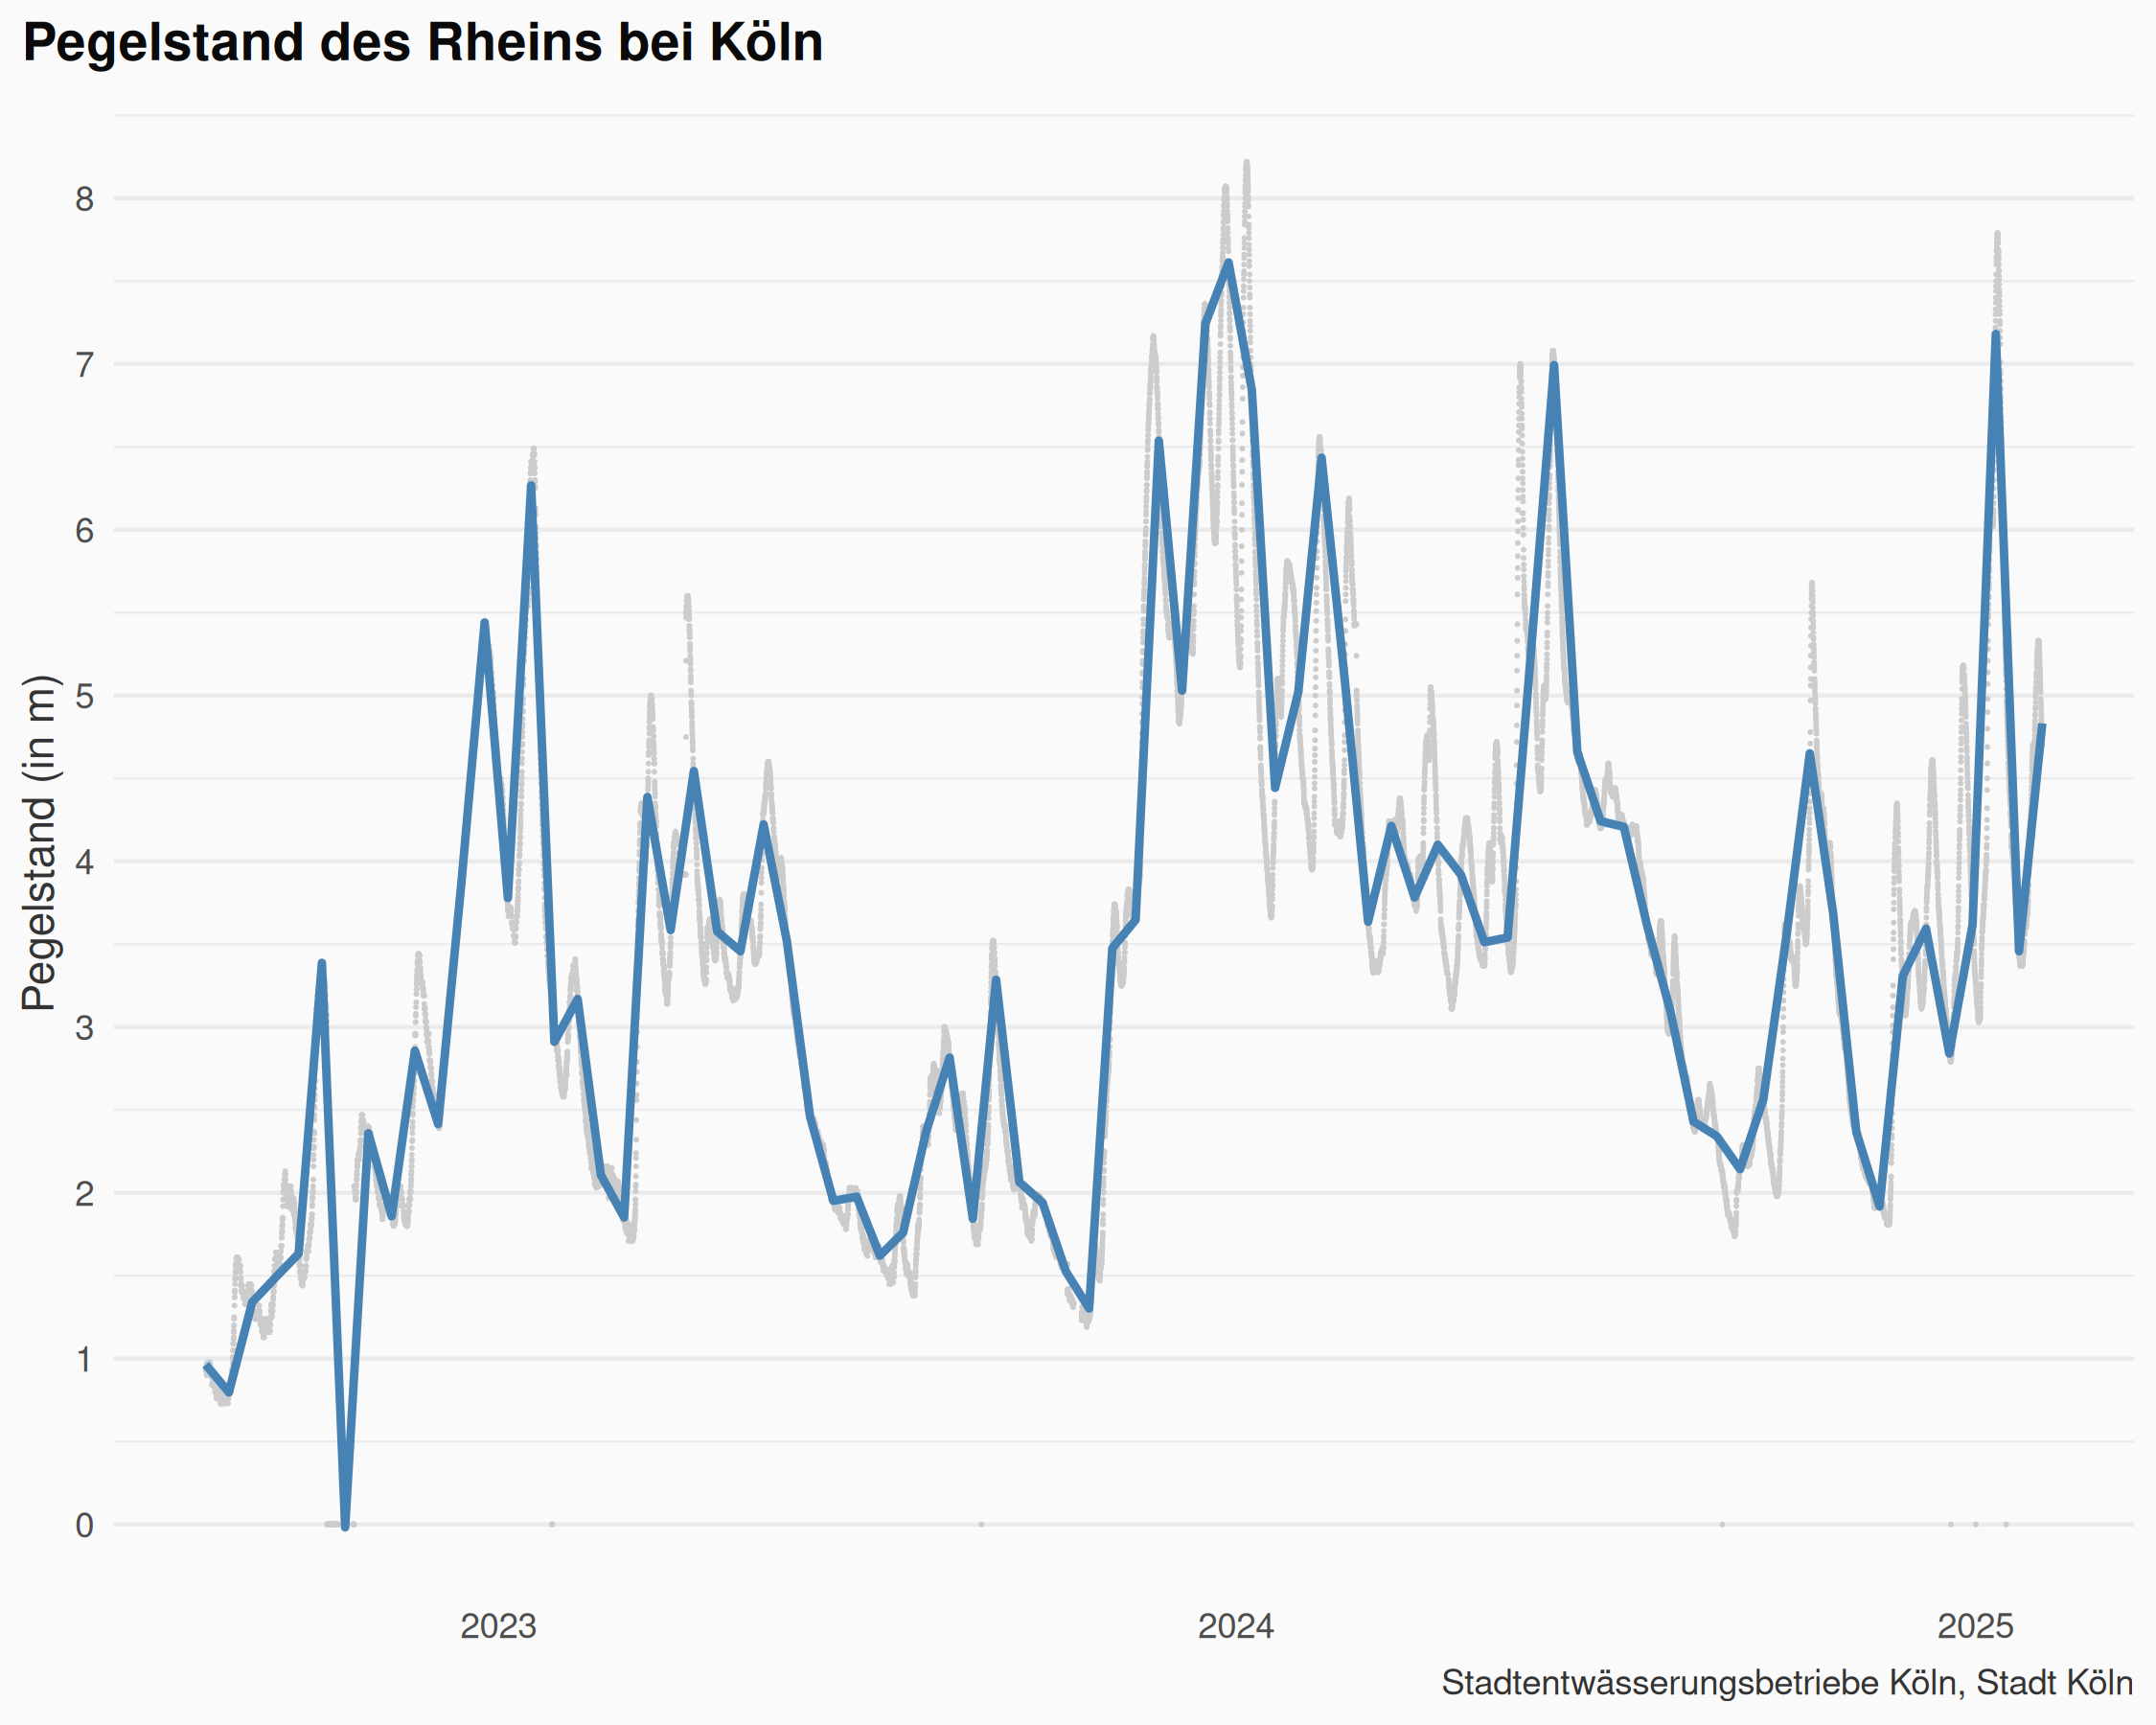 Pegelstand des Rheins bei Köln
Pegelstand (in m)
8
7
6
5
4
3
2
1
0
2023 2024 2025
Stadtentwässerungsbetriebe Köln, Stadt Köln